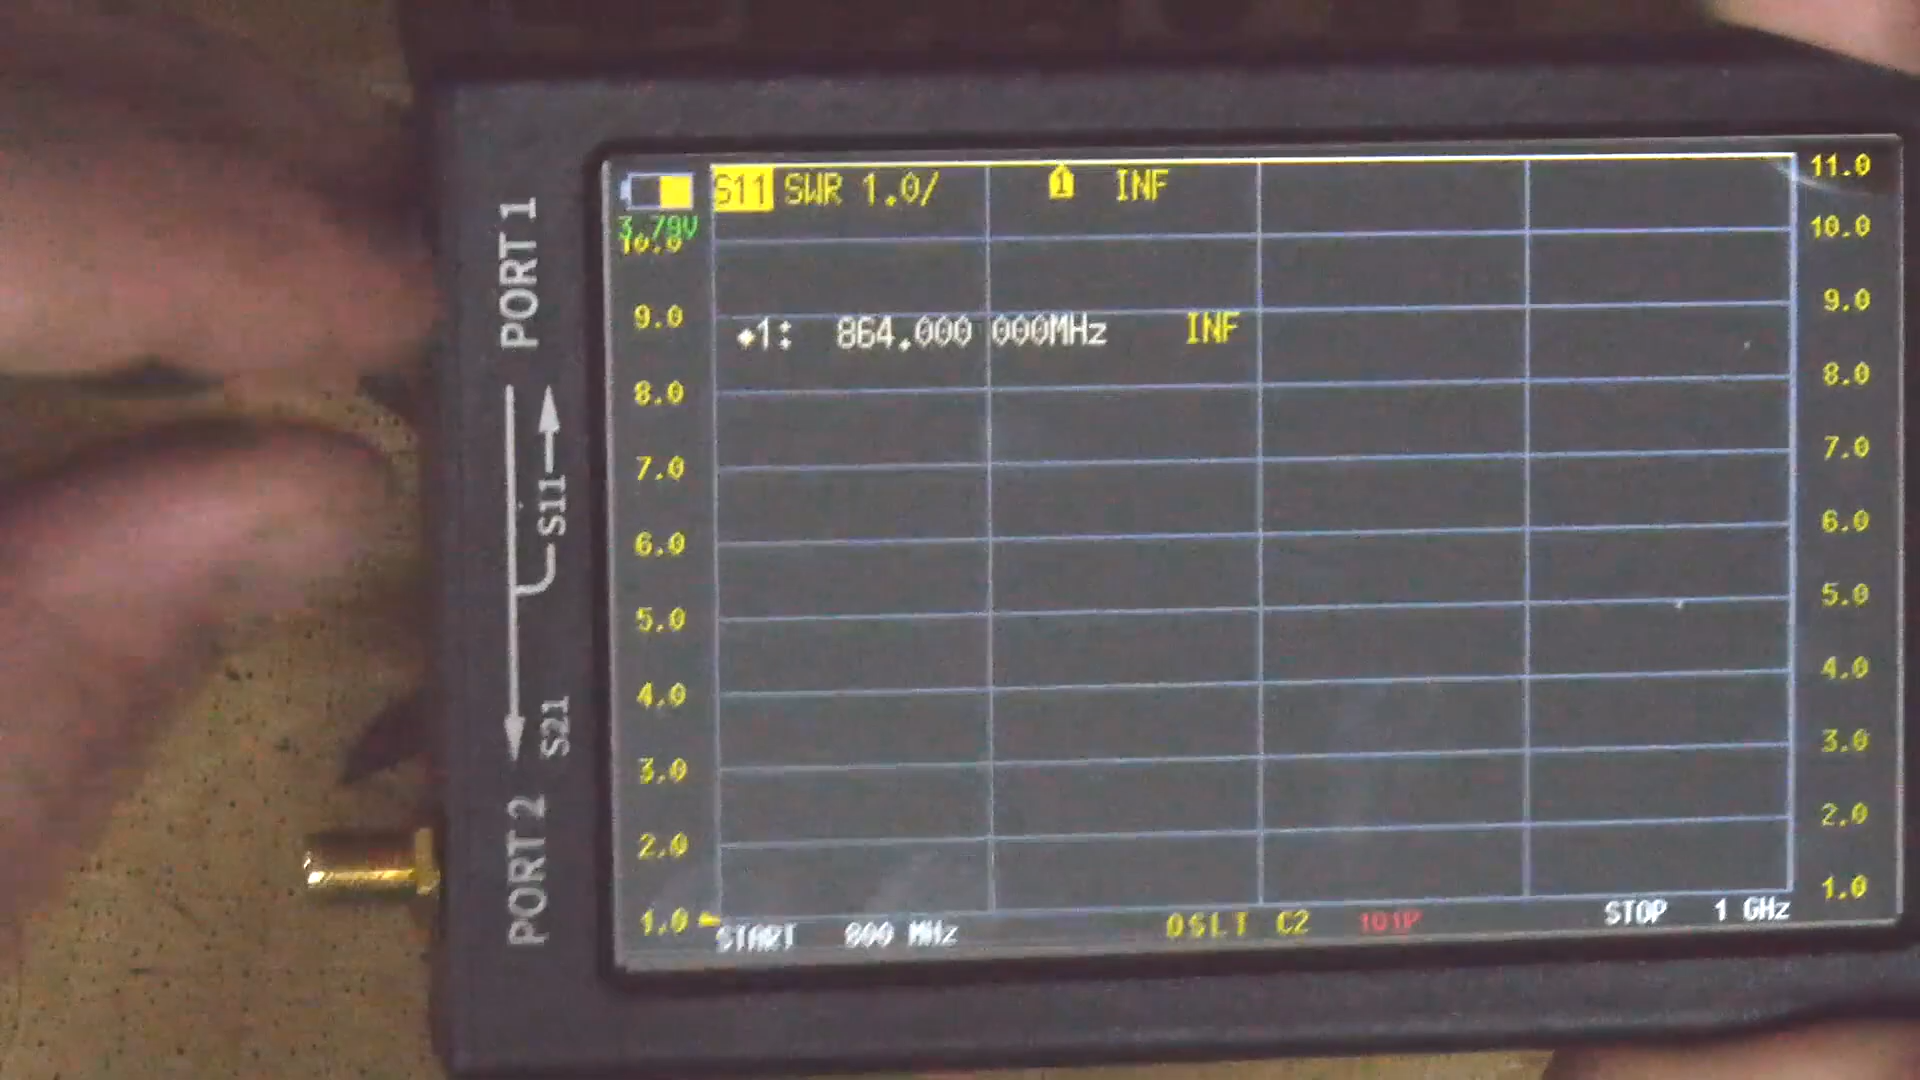 S11 SWR 1.0/ 1 INF
3.79V
11.0
10.0 10.0
9.0 9.0
1: 864.000 000MHz INF
8.0 8.0
7.0 7.0
6.0 6.0
5.0 5.0
4.0 4.0
3.0 3.0
2.0 2.0
1.0 1.0
START 800 MHz OSLT C2 101P STOP 1 GHz
PORT 1
S11
S21
PORT 2